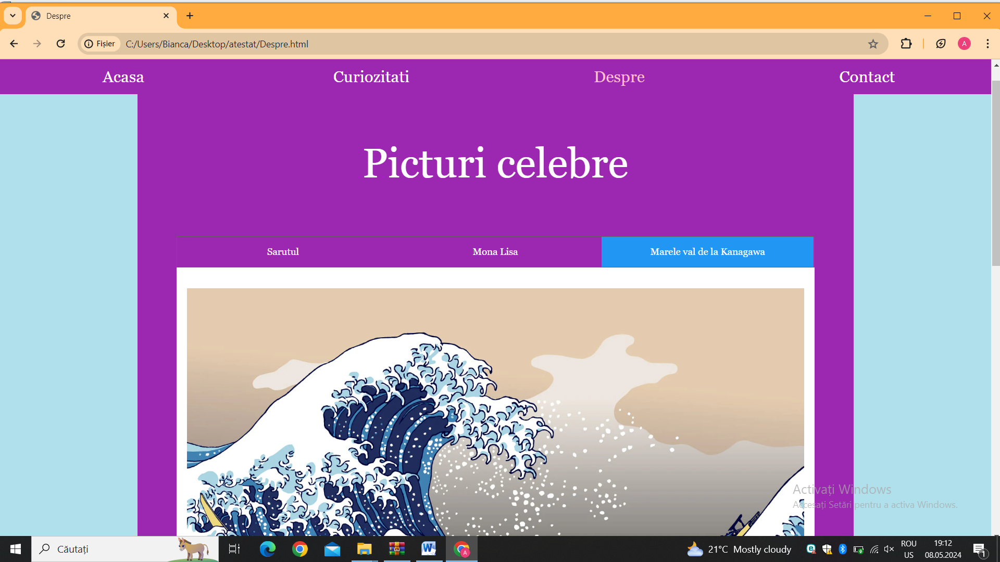 Despre
Fișier
C:/Users/Bianca/Desktop/atestat/Despre.html
A
Acasa Curiozitati Despre Contact
Picturi celebre
Sarutul Mona Lisa Marele val de la Kanagawa
Activați Windows
Accesați Setări pentru a activa Windows.
Căutați
W
A
21°C Mostly cloudy
ROU
US
19:12
08.05.2024
1